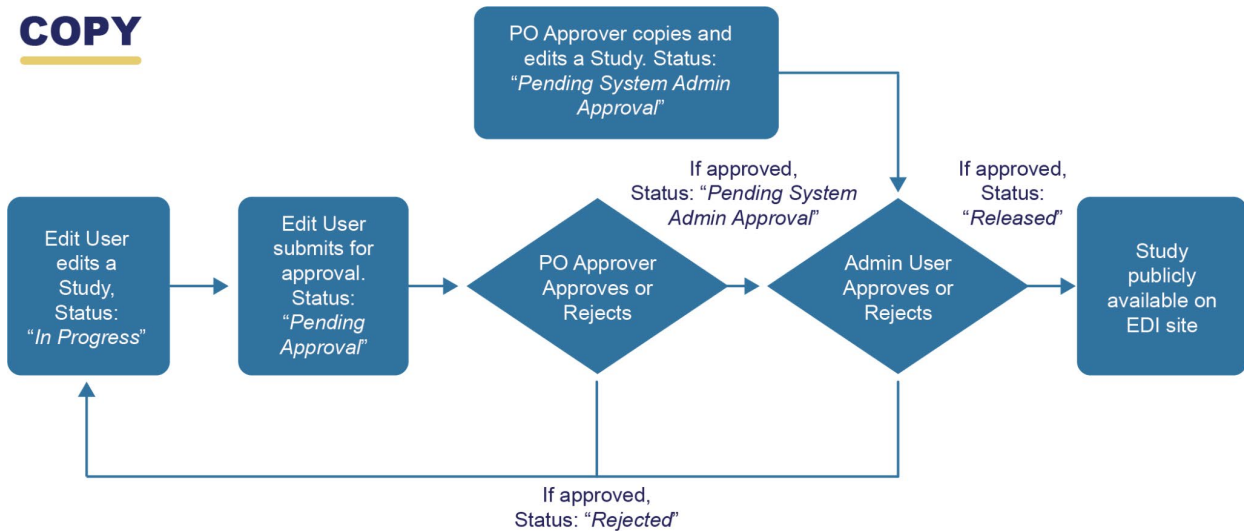 COPY
PO Approver copies and
edits a Study. Status:
“Pending System Admin
Approval”
If approved,
Status: “Pending System
Admin Approval”
If approved,
Status:
“Released”
Edit User
edits a
Study,
Status:
“In Progress”
Edit User
submits for
approval.
Status:
“Pending
Approval”
PO Approver
Approves or
Rejects
Admin User
Approves or
Rejects
Study
publicly
available on
EDI site
If approved,
Status: “Rejected”